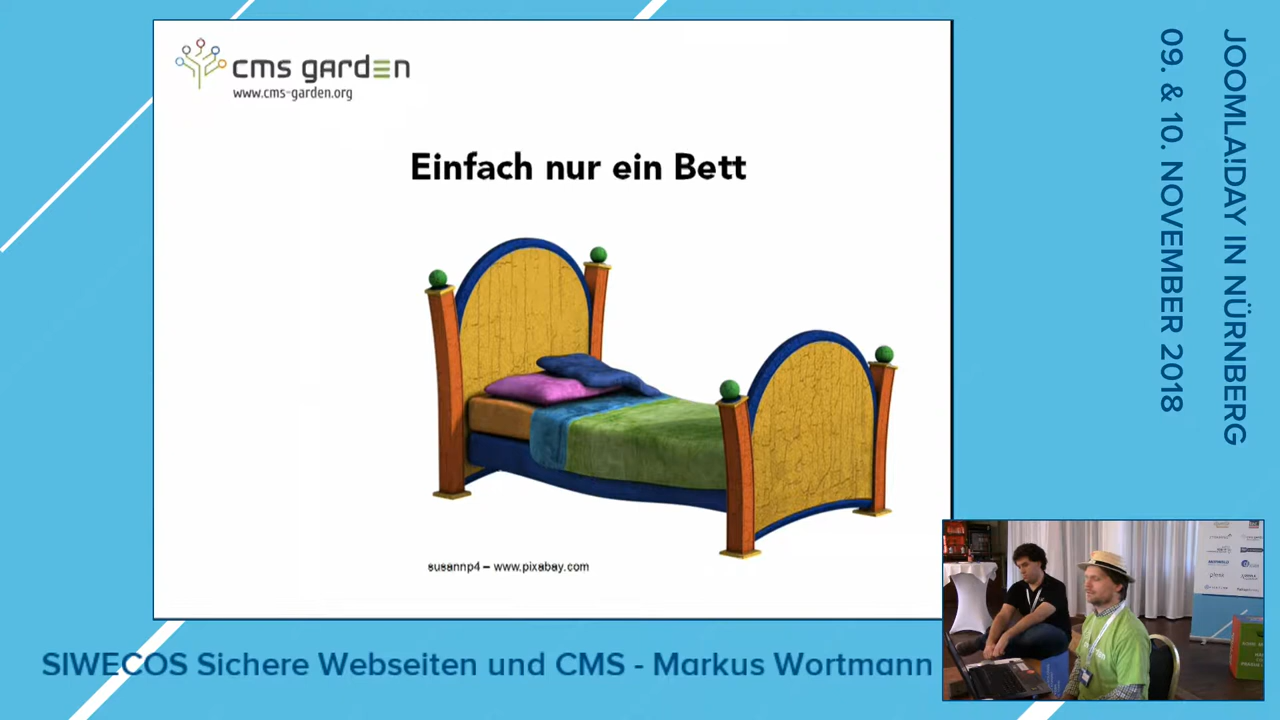 cms garden
www.cms-garden.org
Einfach nur ein Bett
susannp4 – www.pixabay.com
JOOMLA!DAY IN NÜRNBERG
09. & 10. NOVEMBER 2018
SIWECOS Sichere Webseiten und CMS - Markus Wortmann